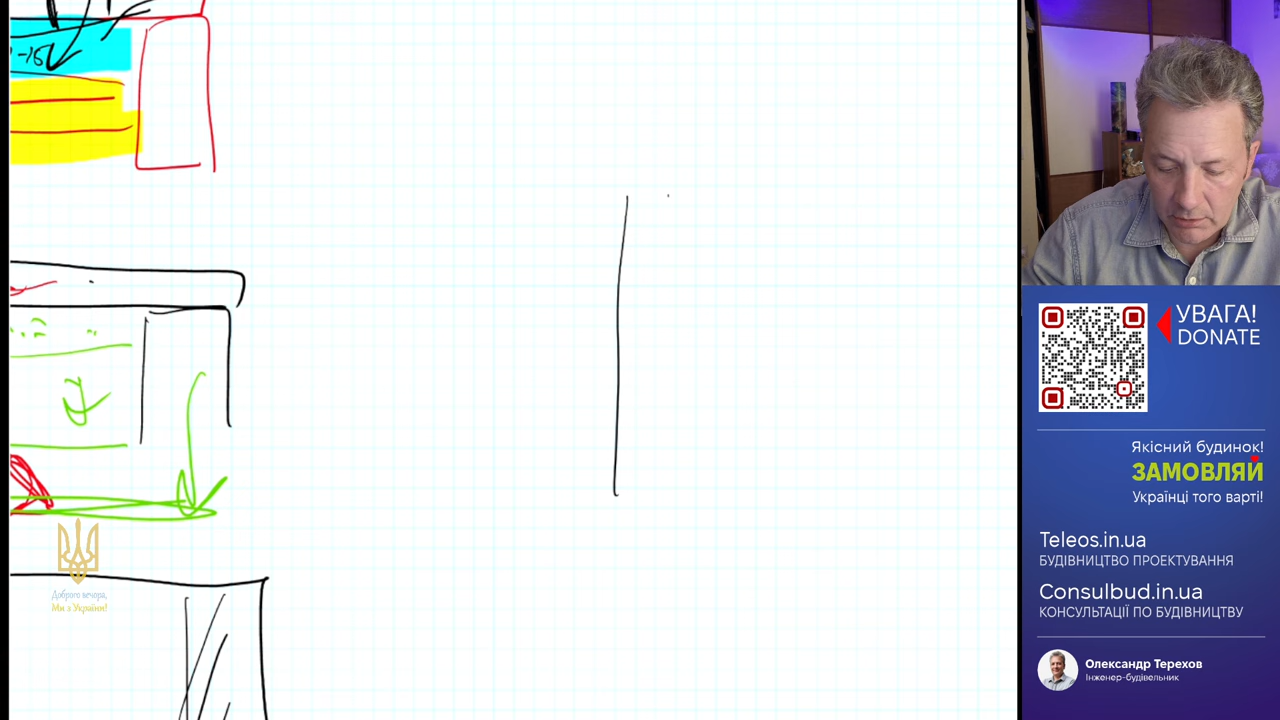 -15
УВАГА!
DONATE
Якісний будинок!
ЗАМОВЛЯЙ
Українці того варті!
Teleos.in.ua
БУДІВНИЦТВО ПРОЕКТУВАННЯ
Consulbud.in.ua
КОНСУЛЬТАЦІЇ ПО БУДІВНИЦТВУ
Олександр Терехов
Інженер-будівельник
Доброго вечора,
Ми з України!